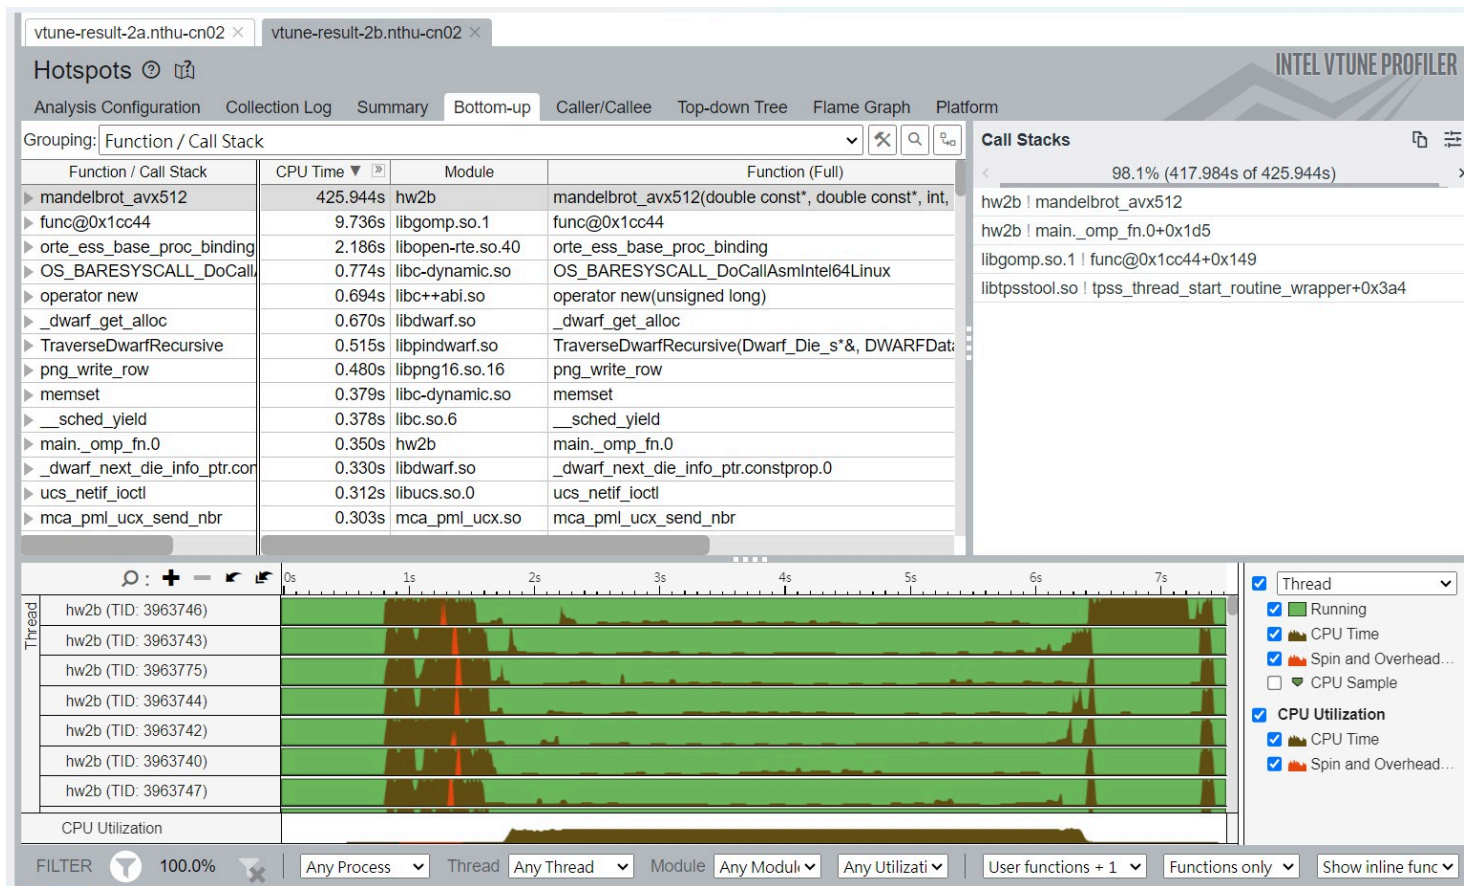 vtune-result-2a.nthu-cn02 × vtune-result-2b.nthu-cn02 ×
Hotspots INTEL VTUNE PROFILER
Analysis Configuration Collection Log Summary Bottom-up Caller/Callee Top-down Tree Flame Graph Platform
Grouping: Function / Call Stack
Function / Call Stack CPU Time ▼ Module Function (Full)
mandelbrot_avx512 425.944s hw2b mandelbrot_avx512(double const*, double const*, int,
func@0x1cc44 9.736s libgomp.so.1 func@0x1cc44
orte_ess_base_proc_binding 2.186s libopen-rte.so.40 orte_ess_base_proc_binding
OS_BARESYSCALL_DoCall 0.774s libc-dynamic.so OS_BARESYSCALL_DoCallAsmIntel64Linux
operator new 0.694s libc++abi.so operator new(unsigned long)
_dwarf_get_alloc 0.670s libdwarf.so _dwarf_get_alloc
TraverseDwarfRecursive 0.515s libpindwarf.so TraverseDwarfRecursive(Dwarf_Die_s*&, DWARFData
png_write_row 0.480s libpng16.so.16 png_write_row
memset 0.379s libc-dynamic.so memset
__sched_yield 0.378s libc.so.6 __sched_yield
main._omp_fn.0 0.350s hw2b main._omp_fn.0
_dwarf_next_die_info_ptr.con 0.330s libdwarf.so _dwarf_next_die_info_ptr.constprop.0
ucs_netif_ioctl 0.312s libucs.so.0 ucs_netif_ioctl
mca_pml_ucx_send_nbr 0.303s mca_pml_ucx.so mca_pml_ucx_send_nbr
Call Stacks
98.1% (417.984s of 425.944s)
hw2b ! mandelbrot_avx512
hw2b ! main._omp_fn.0+0x1d5
libgomp.so.1 ! func@0x1cc44+0x149
libtpsstool.so ! tpss_thread_start_routine_wrapper+0x3a4
0s 1s 2s 3s 4s 5s 6s 7s
Thread
hw2b (TID: 3963746)
hw2b (TID: 3963743)
hw2b (TID: 3963775)
hw2b (TID: 3963744)
hw2b (TID: 3963742)
hw2b (TID: 3963740)
hw2b (TID: 3963747)
CPU Utilization
Thread
Running
CPU Time
Spin and Overhead...
CPU Sample
CPU Utilization
CPU Time
Spin and Overhead...
FILTER 100.0% Any Process Thread Any Thread Module Any Modul Any Utilizati User functions + 1 Functions only Show inline func